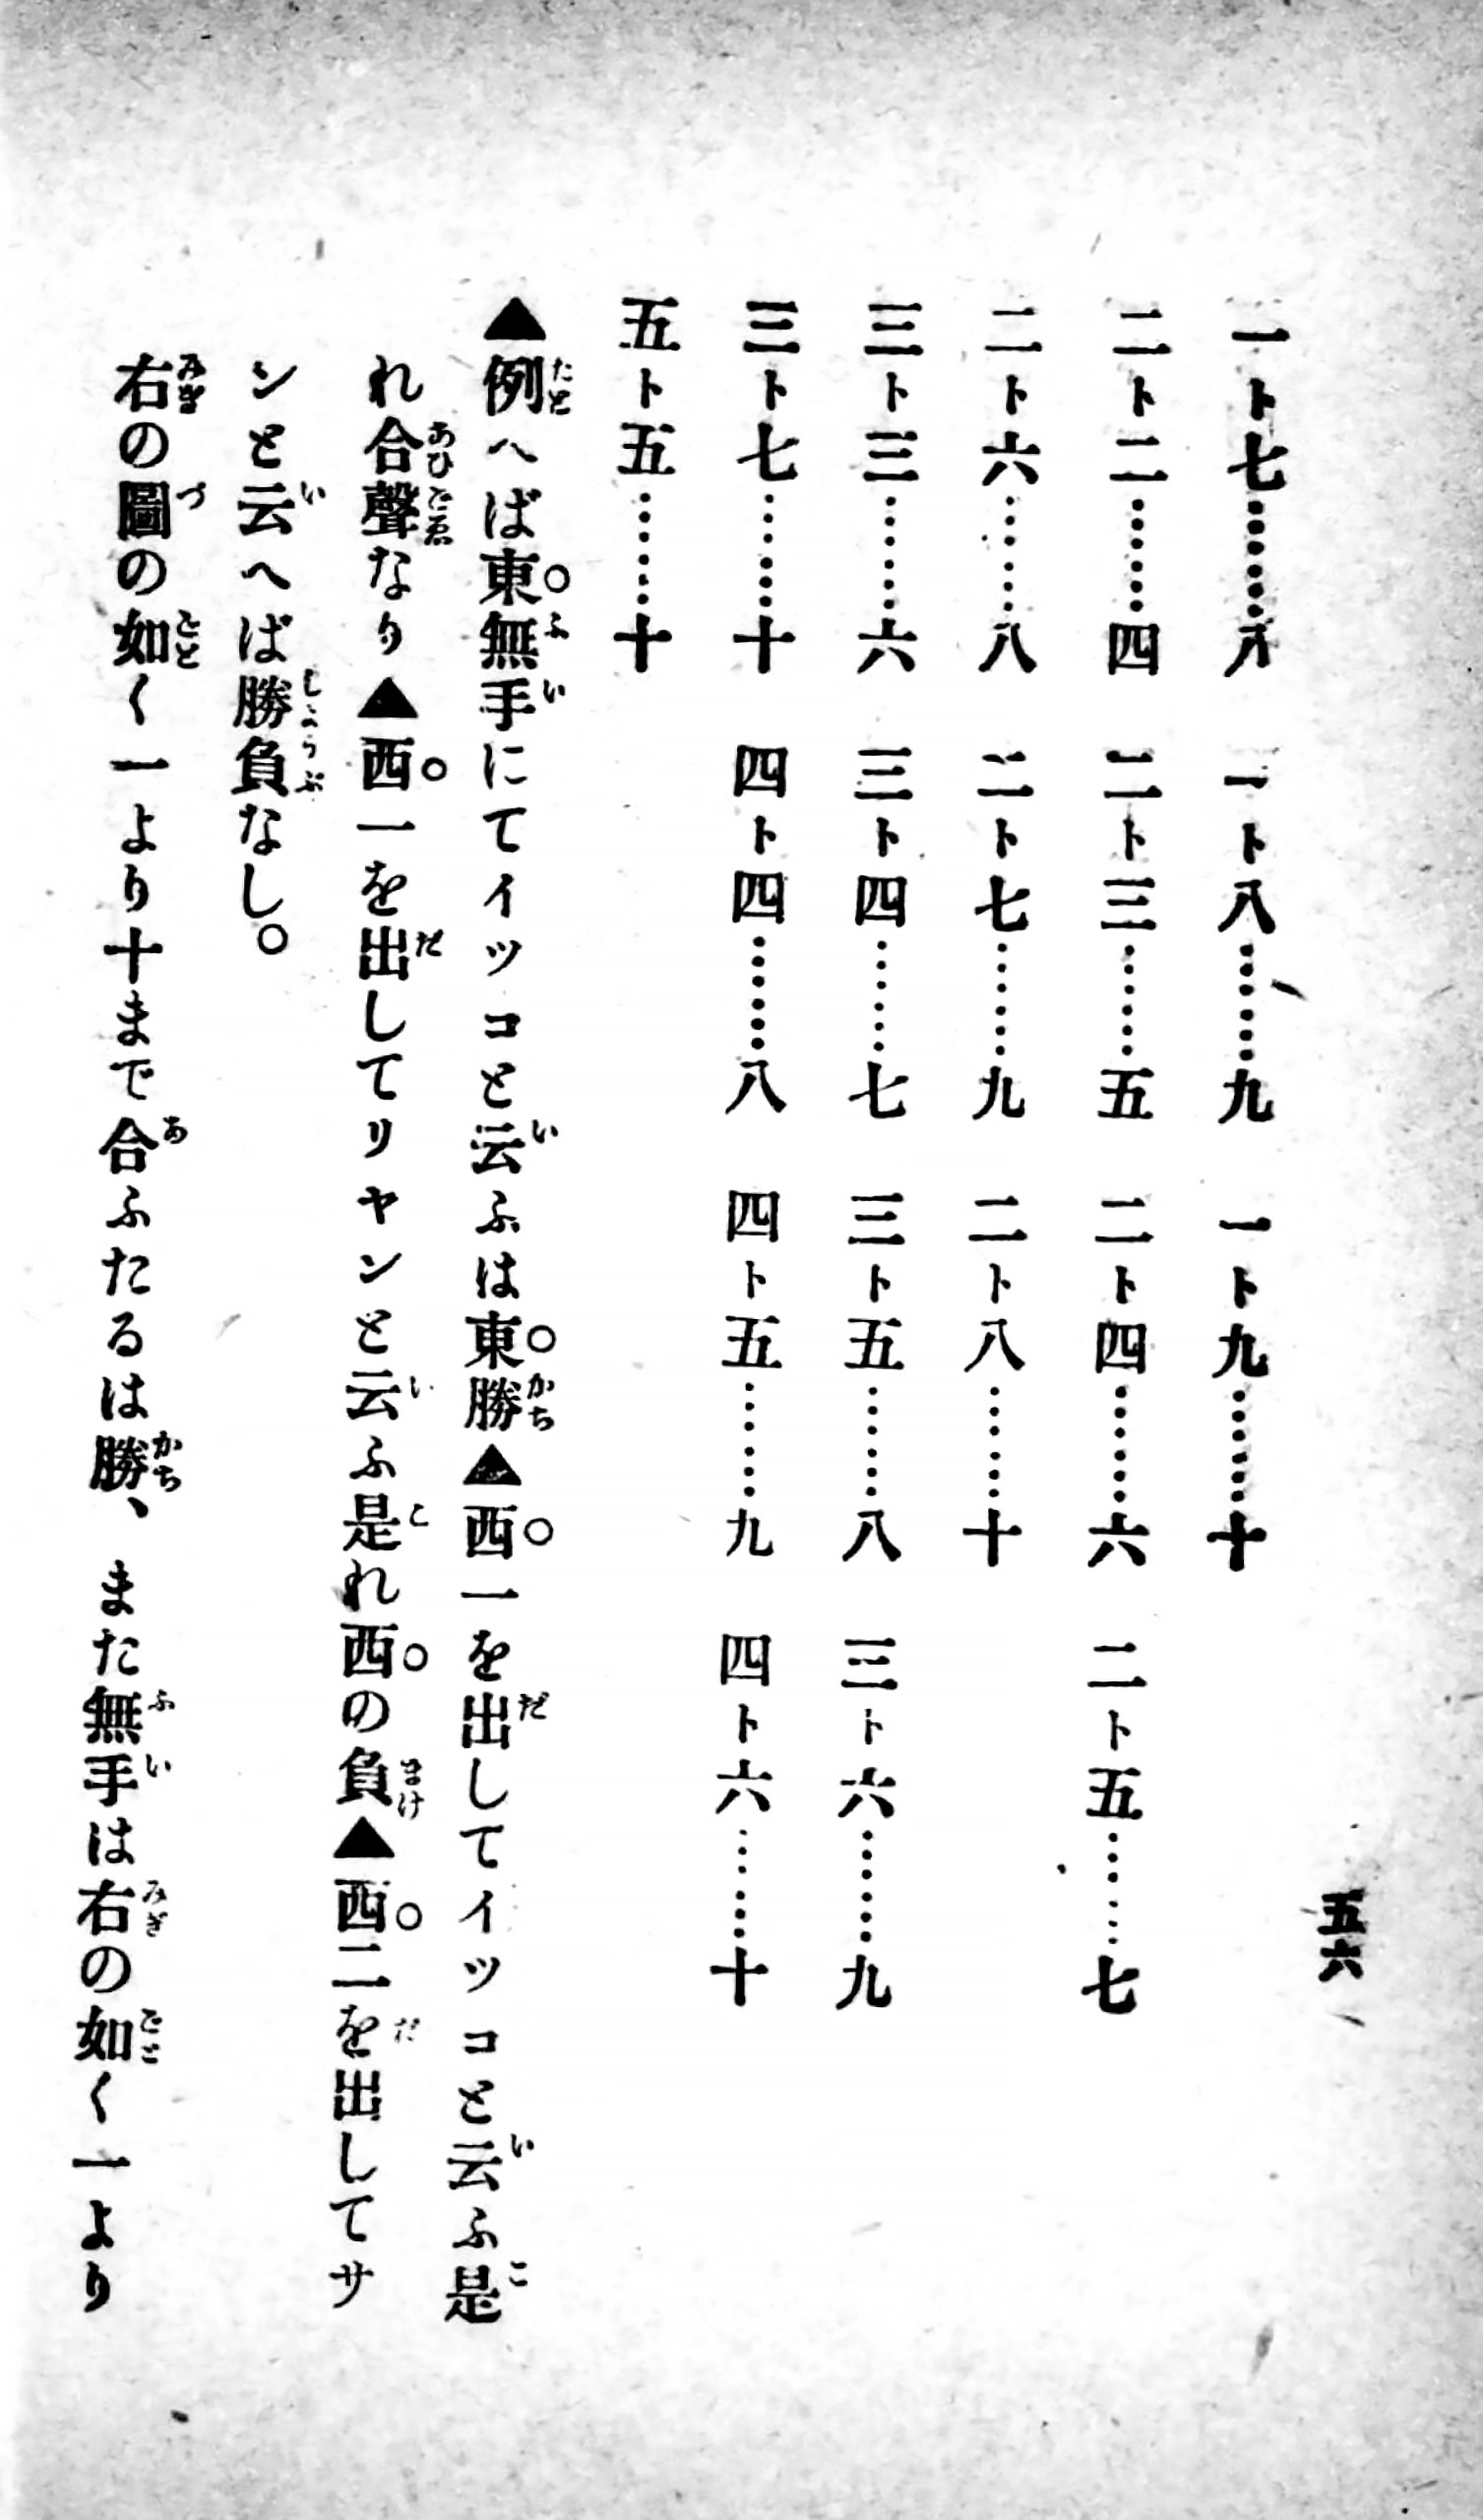 五六
一ト七……八　一ト八……九　一ト九……十
二ト二……四　二ト三……五　二ト四……六　二ト五……七
二ト六……八　二ト七……九　二ト八……十
三ト三……六　三ト四……七　三ト五……八　三ト六……九
三ト七……十　四ト四……八　四ト五……九　四ト六……十
五ト五……十
▲例へば東無手にてイツコと云ふは東勝▲西一を出してイツコと云ふ是
れ合聲なり▲西一を出してリヤンと云ふ是れ西の負▲西二を出してサ
ンと云へば勝負なし。
右の圖の如く一より十まで合ふたるは勝、また無手は右の如く一より